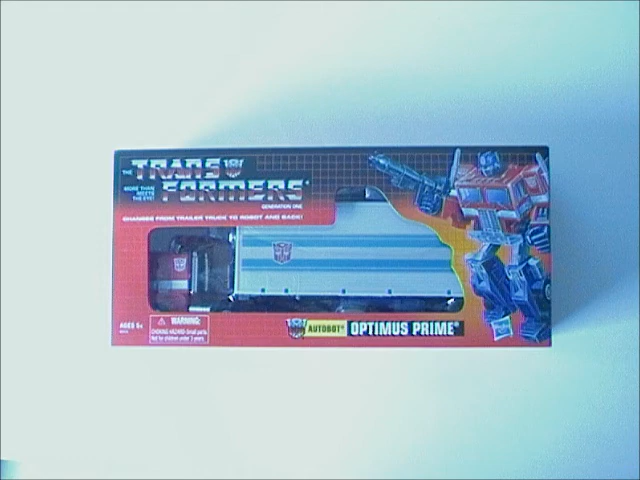 THE TRANSFORMERS
MORE THAN
MEETS
THE EYE!
GENERATION ONE
CHANGES FROM TRAILER TRUCK TO ROBOT AND BACK!
AGES 5+
WARNING:
CHOKING HAZARD-Small parts.
Not for children under 3 years.
AUTOBOT® OPTIMUS PRIME